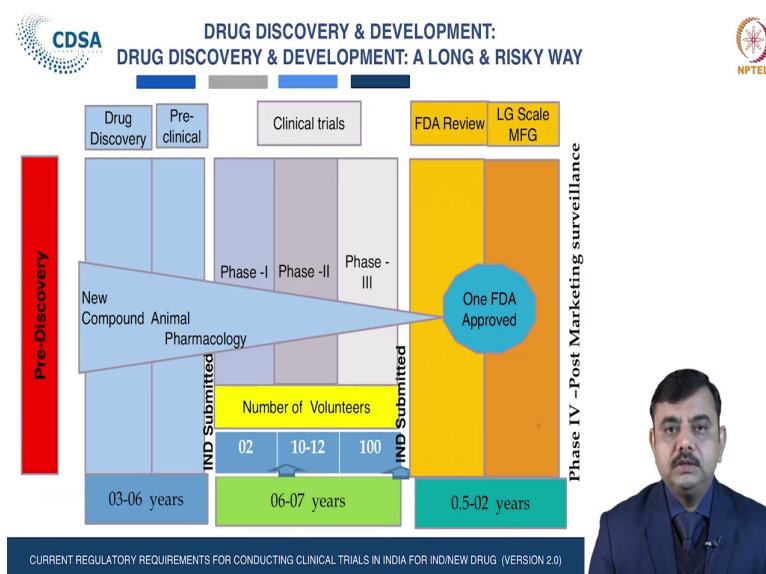 CDSA
DRUG DISCOVERY & DEVELOPMENT:
DRUG DISCOVERY & DEVELOPMENT: A LONG & RISKY WAY
NPTEL
Drug
Discovery
Pre-
clinical
Clinical trials
FDA Review
LG Scale
MFG
Pre-Discovery
New
Compound Animal
Pharmacology
IND Submitted
Phase -I
Phase -II
Phase -
III
Number of Volunteers
02
10-12
100
IND Submitted
One FDA
Approved
Phase IV –Post Marketing surveillance
03-06 years
06-07 years
0.5-02 years
CURRENT REGULATORY REQUIREMENTS FOR CONDUCTING CLINICAL TRIALS IN INDIA FOR IND/NEW DRUG (VERSION 2.0)